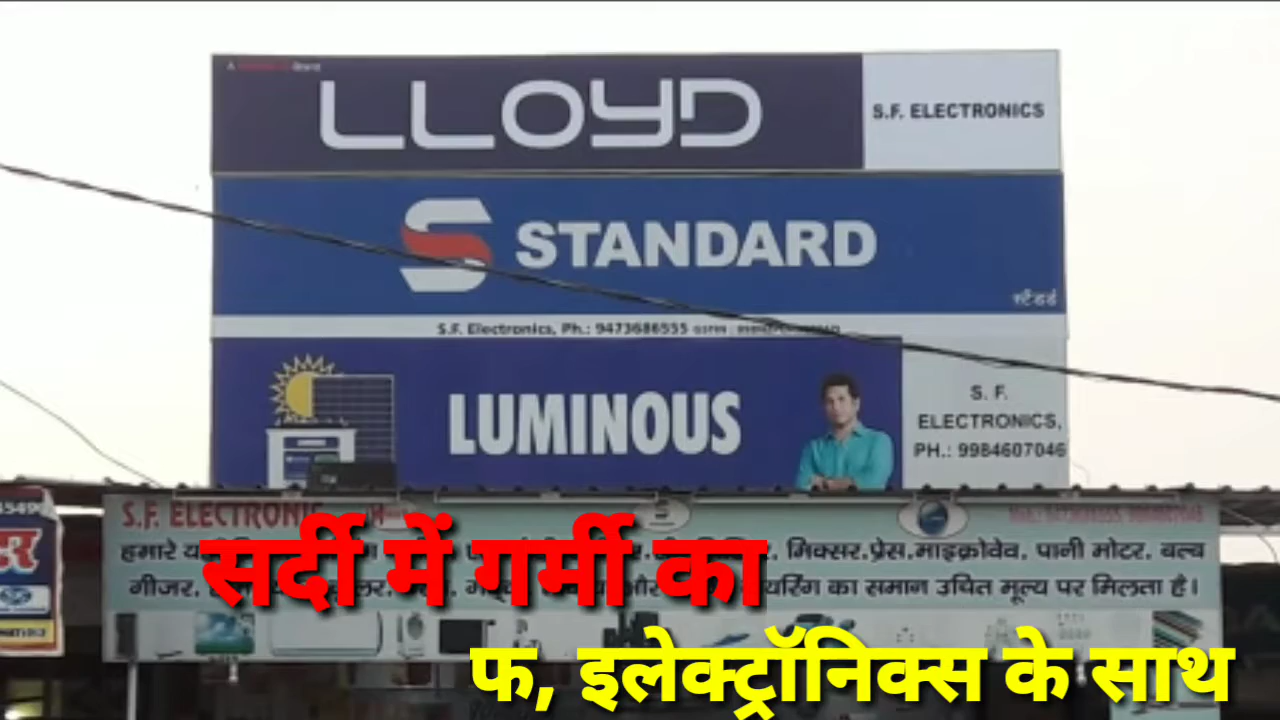 LLOYD
S.F. ELECTRONICS
STANDARD
स्टैंडर्ड
S.F. Electronics, Ph.: 9473686555
LUMINOUS
S. F.
ELECTRONICS,
PH.: 9984607046
S.F. ELECTRONIC
हमारे मिक्सर.प्रेस.माइक्रोवेव. पानी मोटर. बल्ब
गीजर. का समान उचित मूल्य पर मिलता है।
सर्दी में गर्मी का
फ, इलेक्ट्रॉनिक्स के साथ